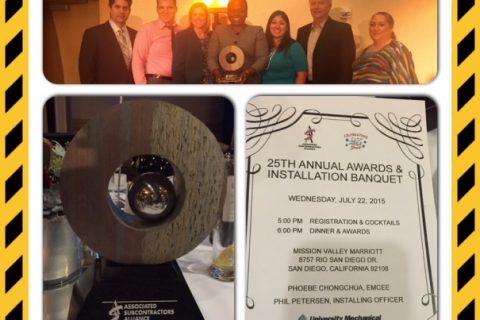 ASSOCIATED
SUBCONTRACTORS
ALLIANCE
25TH ANNUAL AWARDS &
INSTALLATION BANQUET
WEDNESDAY, JULY 22, 2015
5:00 PM REGISTRATION & COCKTAILS
6:00 PM DINNER & AWARDS
MISSION VALLEY MARRIOTT
8757 RIO SAN DIEGO DR.
SAN DIEGO, CALIFORNIA 92108
PHOEBE CHONGCHUA, EMCEE
PHIL PETERSEN, INSTALLING OFFICER
University Mechanical